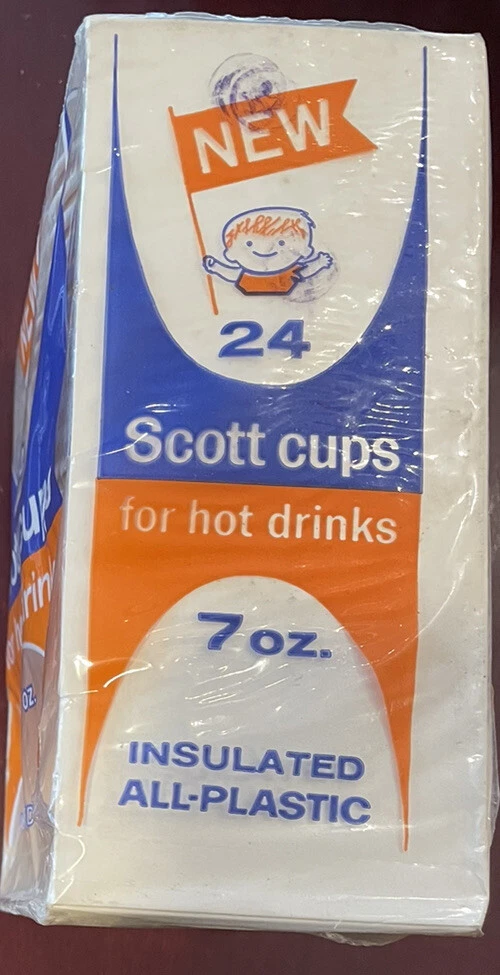 NEW
24
Scott cups
for hot drinks
7 oz.
INSULATED
ALL-PLASTIC